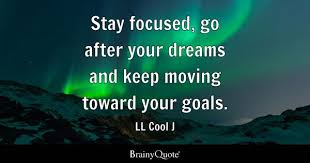 Stay focused, go
after your dreams
and keep moving
toward your goals.
LL Cool J
BrainyQuote®